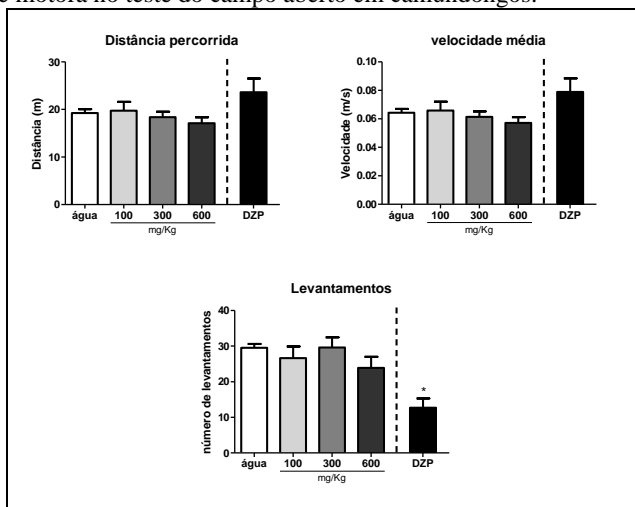 e motora no teste do campo aberto em camundongos.
Distância percorrida
Distância (m)
30
20
10
0
água 100 300 600 DZP
mg/Kg
velocidade média
Velocidade (m/s)
0.10
0.08
0.06
0.04
0.02
0.00
água 100 300 600 DZP
mg/Kg
Levantamentos
número de levantamentos
40
30
20
10
0
*
água 100 300 600 DZP
mg/Kg